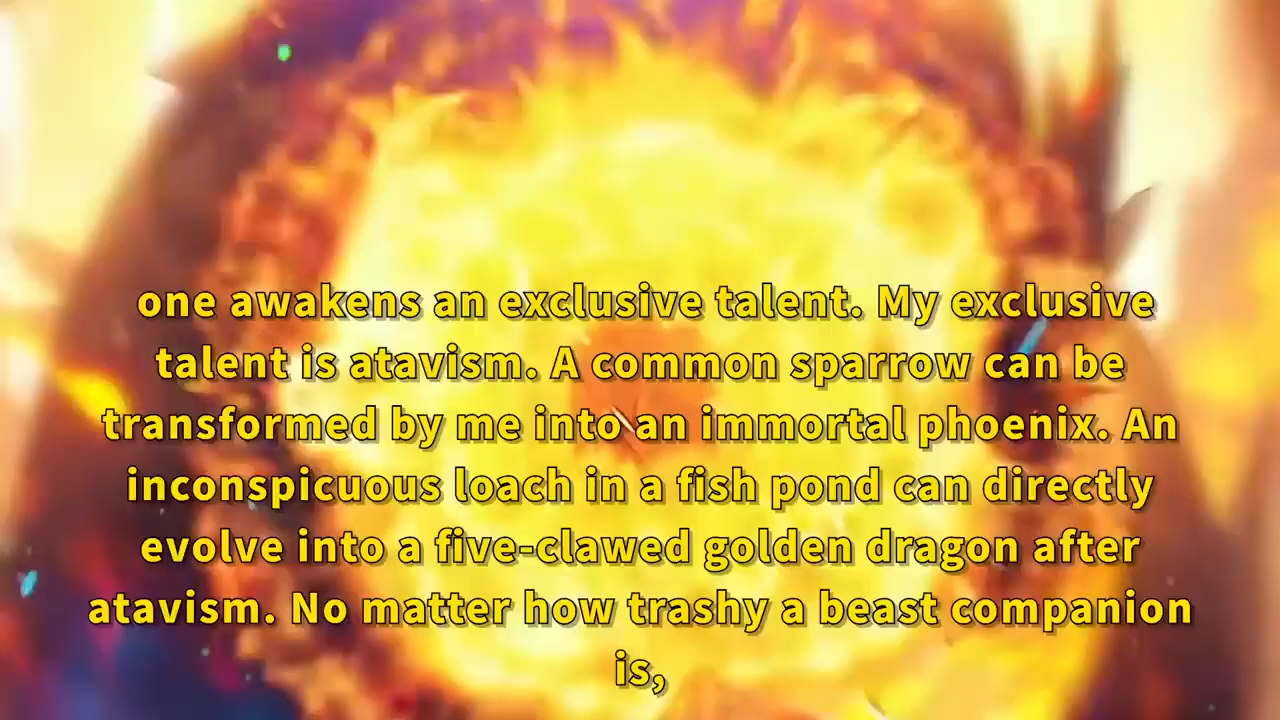 one awakens an exclusive talent. My exclusive
talent is atavism. A common sparrow can be
transformed by me into an immortal phoenix. An
inconspicuous loach in a fish pond can directly
evolve into a five-clawed golden dragon after
atavism. No matter how trashy a beast companion
is,